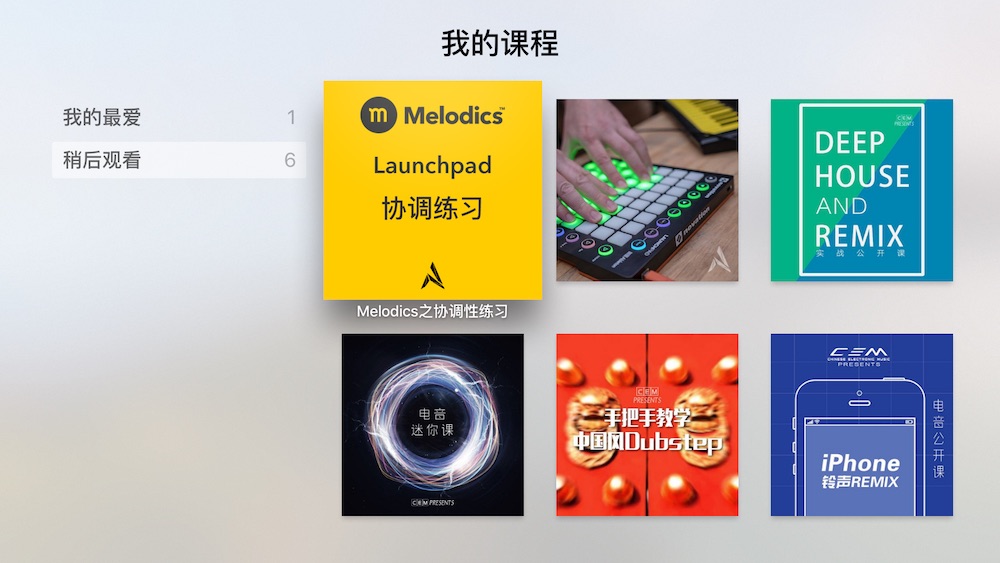 我的课程
我的最爱 1
稍后观看 6
m Melodics™
Launchpad
协调练习
Melodics之协调性练习
novation
CEM
PRESENTS
DEEP
HOUSE
AND
REMIX
实战公开课
电音
迷你课
CEM PRESENTS
CEM
PRESENTS
手把手教学
中国风Dubstep
CEM
CHINESE ELECTRONIC MUSIC
PRESENTS
电音公开课
iPhone
铃声REMIX